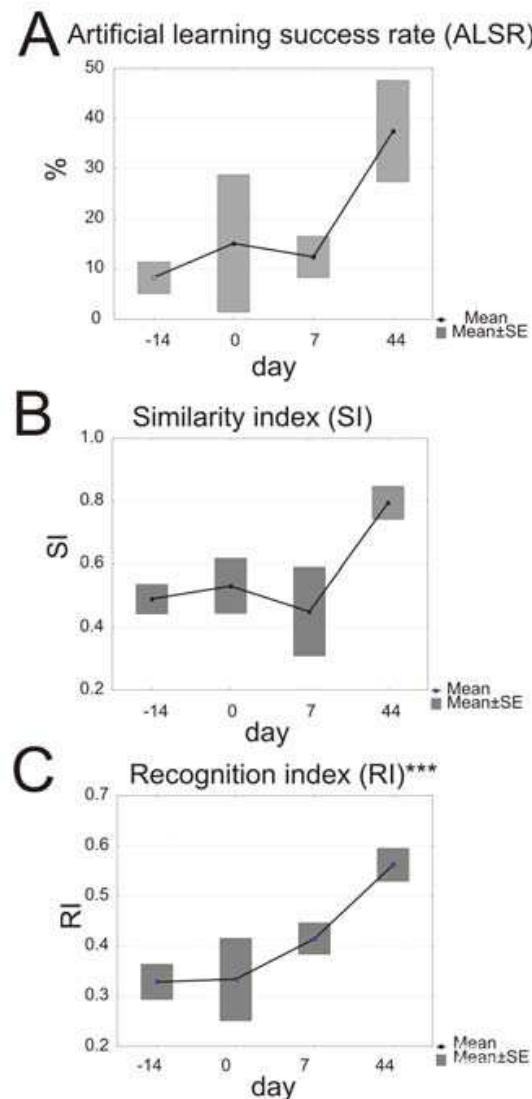 A Artificial learning success rate (ALSR)
50
40
30
20
10
0
%
-14 0 7 44
day
Mean
Mean±SE
B Similarity index (SI)
1.0
0.8
0.6
0.4
0.2
SI
-14 0 7 44
day
Mean
Mean±SE
C Recognition index (RI)***
0.7
0.6
0.5
0.4
0.3
0.2
RI
-14 0 7 44
day
Mean
Mean±SE